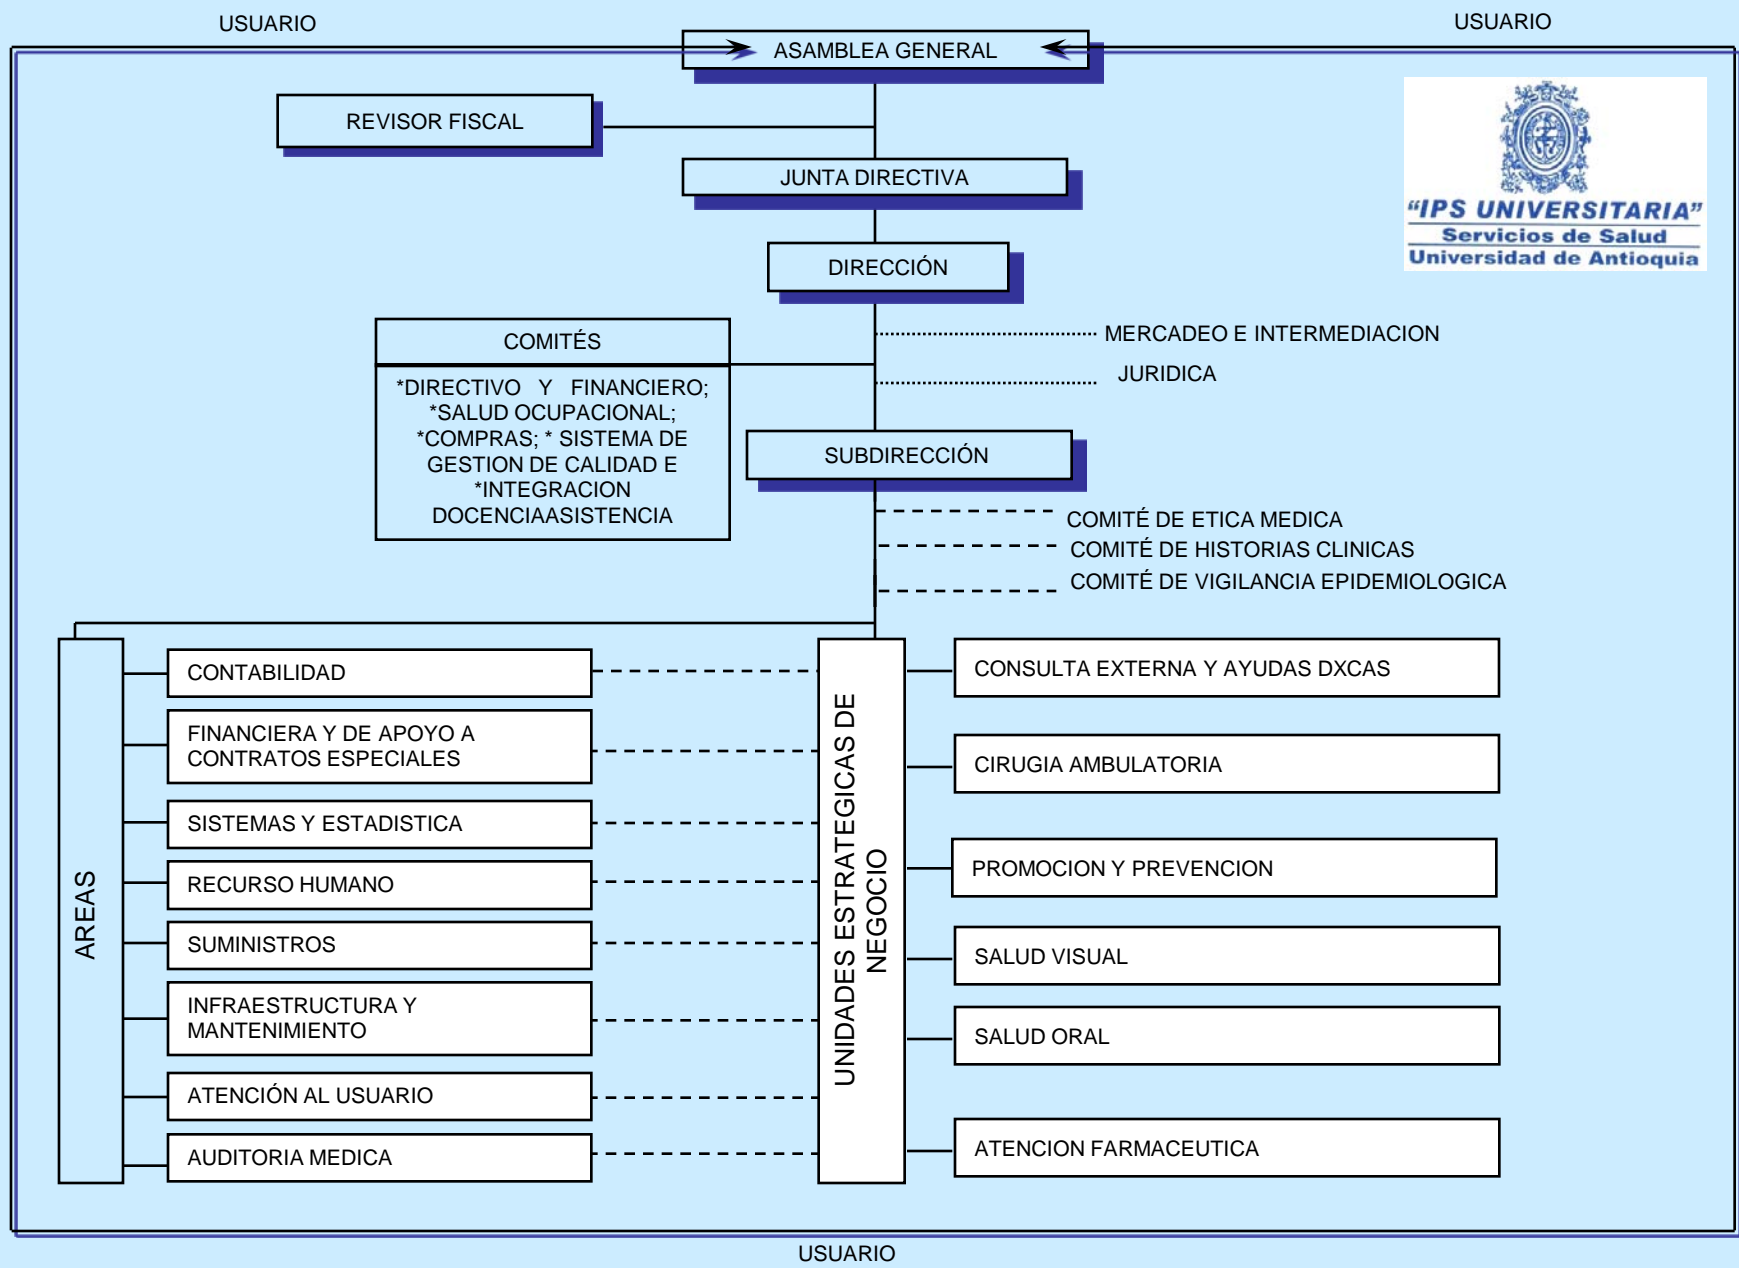 USUARIO
USUARIO
ASAMBLEA GENERAL
REVISOR FISCAL
JUNTA DIRECTIVA
"IPS UNIVERSITARIA"
Servicios de Salud
Universidad de Antioquia
DIRECCIÓN
MERCADEO E INTERMEDIACION
COMITÉS
JURIDICA
*DIRECTIVO Y FINANCIERO;
*SALUD OCUPACIONAL;
*COMPRAS; * SISTEMA DE
GESTION DE CALIDAD E
*INTEGRACION
DOCENCIAASISTENCIA
SUBDIRECCIÓN
COMITÉ DE ETICA MEDICA
COMITÉ DE HISTORIAS CLINICAS
COMITÉ DE VIGILANCIA EPIDEMIOLOGICA
AREAS
CONTABILIDAD
FINANCIERA Y DE APOYO A
CONTRATOS ESPECIALES
SISTEMAS Y ESTADISTICA
RECURSO HUMANO
SUMINISTROS
INFRAESTRUCTURA Y
MANTENIMIENTO
ATENCIÓN AL USUARIO
AUDITORIA MEDICA
UNIDADES ESTRATEGICAS DE
NEGOCIO
CONSULTA EXTERNA Y AYUDAS DXCAS
CIRUGIA AMBULATORIA
PROMOCION Y PREVENCION
SALUD VISUAL
SALUD ORAL
ATENCION FARMACEUTICA
USUARIO